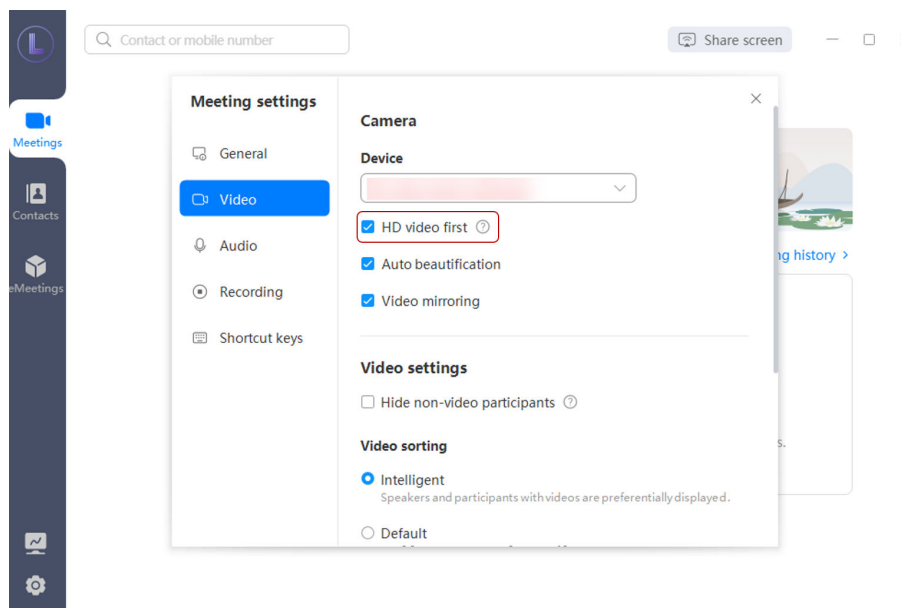 L
Contact or mobile number
Share screen
Meetings
Contacts
eMeetings
Meeting settings
General
Video
Audio
Recording
Shortcut keys
Camera
Device
HD video first
Auto beautification
Video mirroring
Video settings
Hide non-video participants
Video sorting
Intelligent
Speakers and participants with videos are preferentially displayed.
Default
ng history
s.